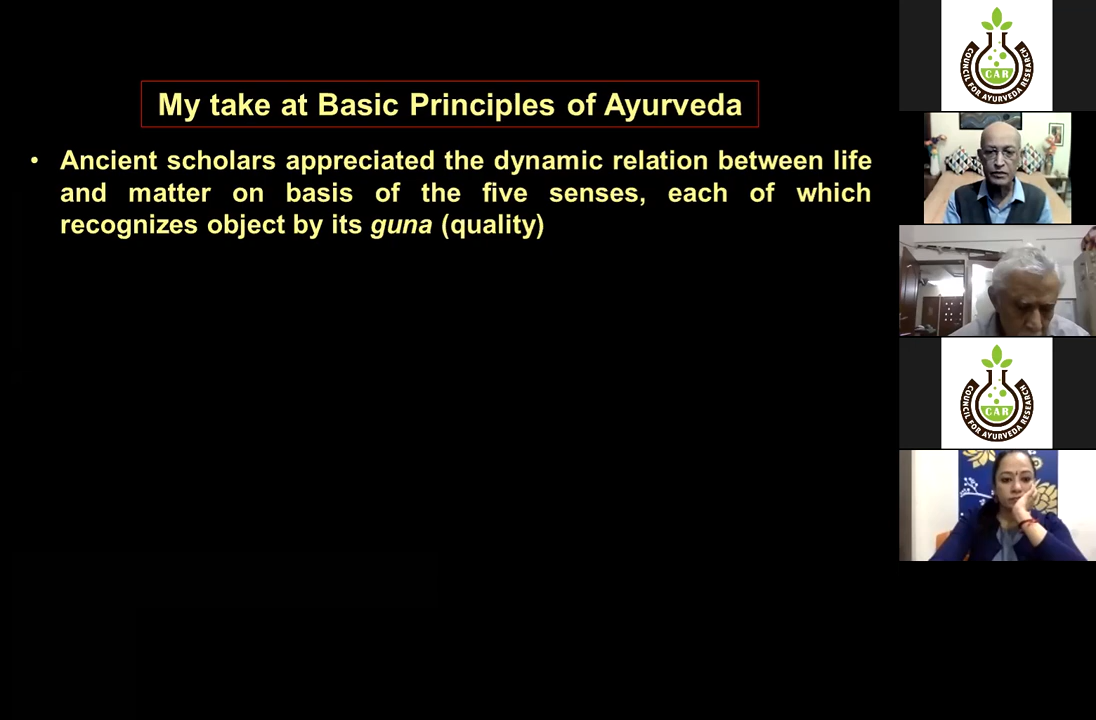 My take at Basic Principles of Ayurveda
• Ancient scholars appreciated the dynamic relation between life
and matter on basis of the five senses, each of which
recognizes object by its guna (quality)
CAR
COUNCIL FOR AYURVEDA RESEARCH
CAR
COUNCIL FOR AYURVEDA RESEARCH